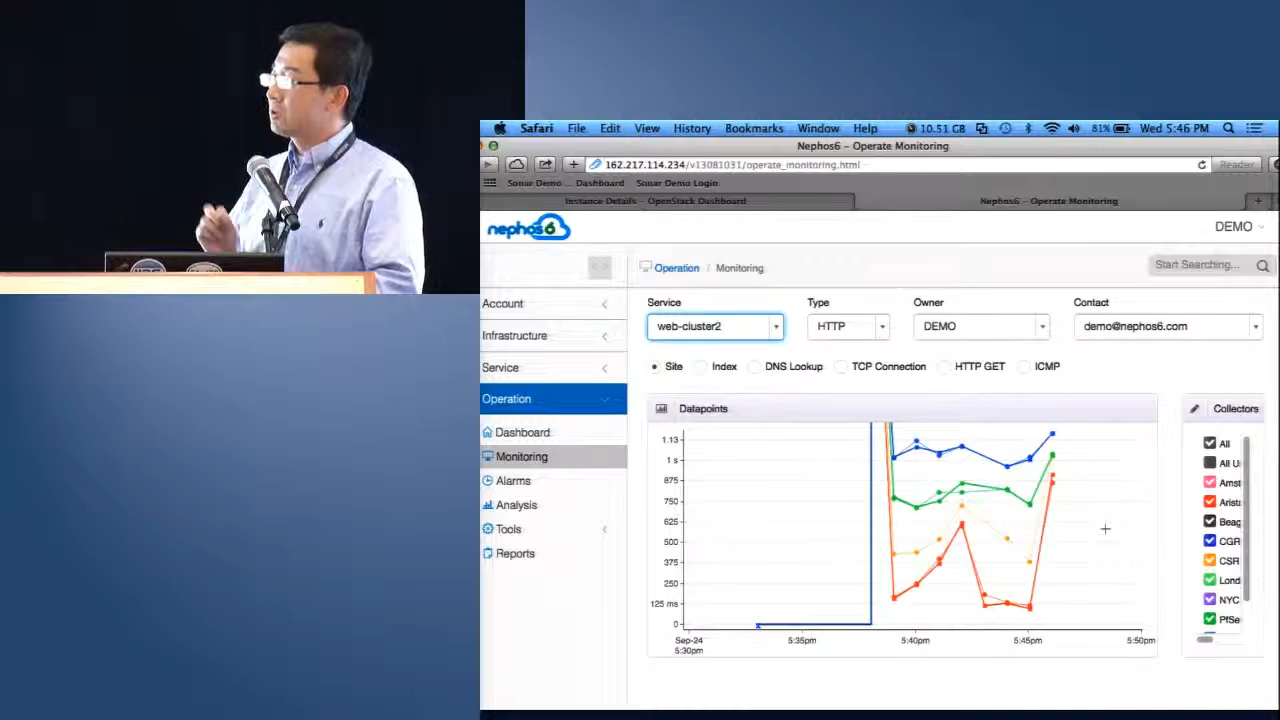 Safari File Edit View History Bookmarks Window Help 10.51 GB 81% Wed 5:46 PM
Nephos6 – Operate Monitoring
162.217.114.234/v13081031/operate_monitoring.html Reader
Sonar Demo ... Dashboard Sonar Demo Login
Instance Details - OpenStack Dashboard Nephos6 – Operate Monitoring
nephos6 DEMO
Operation / Monitoring Start Searching...
Account
Infrastructure
Service
Operation
Dashboard
Monitoring
Alarms
Analysis
Tools
Reports
Service Type Owner Contact
web-cluster2 HTTP DEMO demo@nephos6.com
Site Index DNS Lookup TCP Connection HTTP GET ICMP
Datapoints
1.13
1 s
875
750
625
500
375
250
125 ms
0
Sep-24
5:30pm
5:35pm 5:40pm 5:45pm 5:50pm
Collectors
All
All U
Amst
Arista
Beag
CGR
CSR
Lond
NYC
PfSe